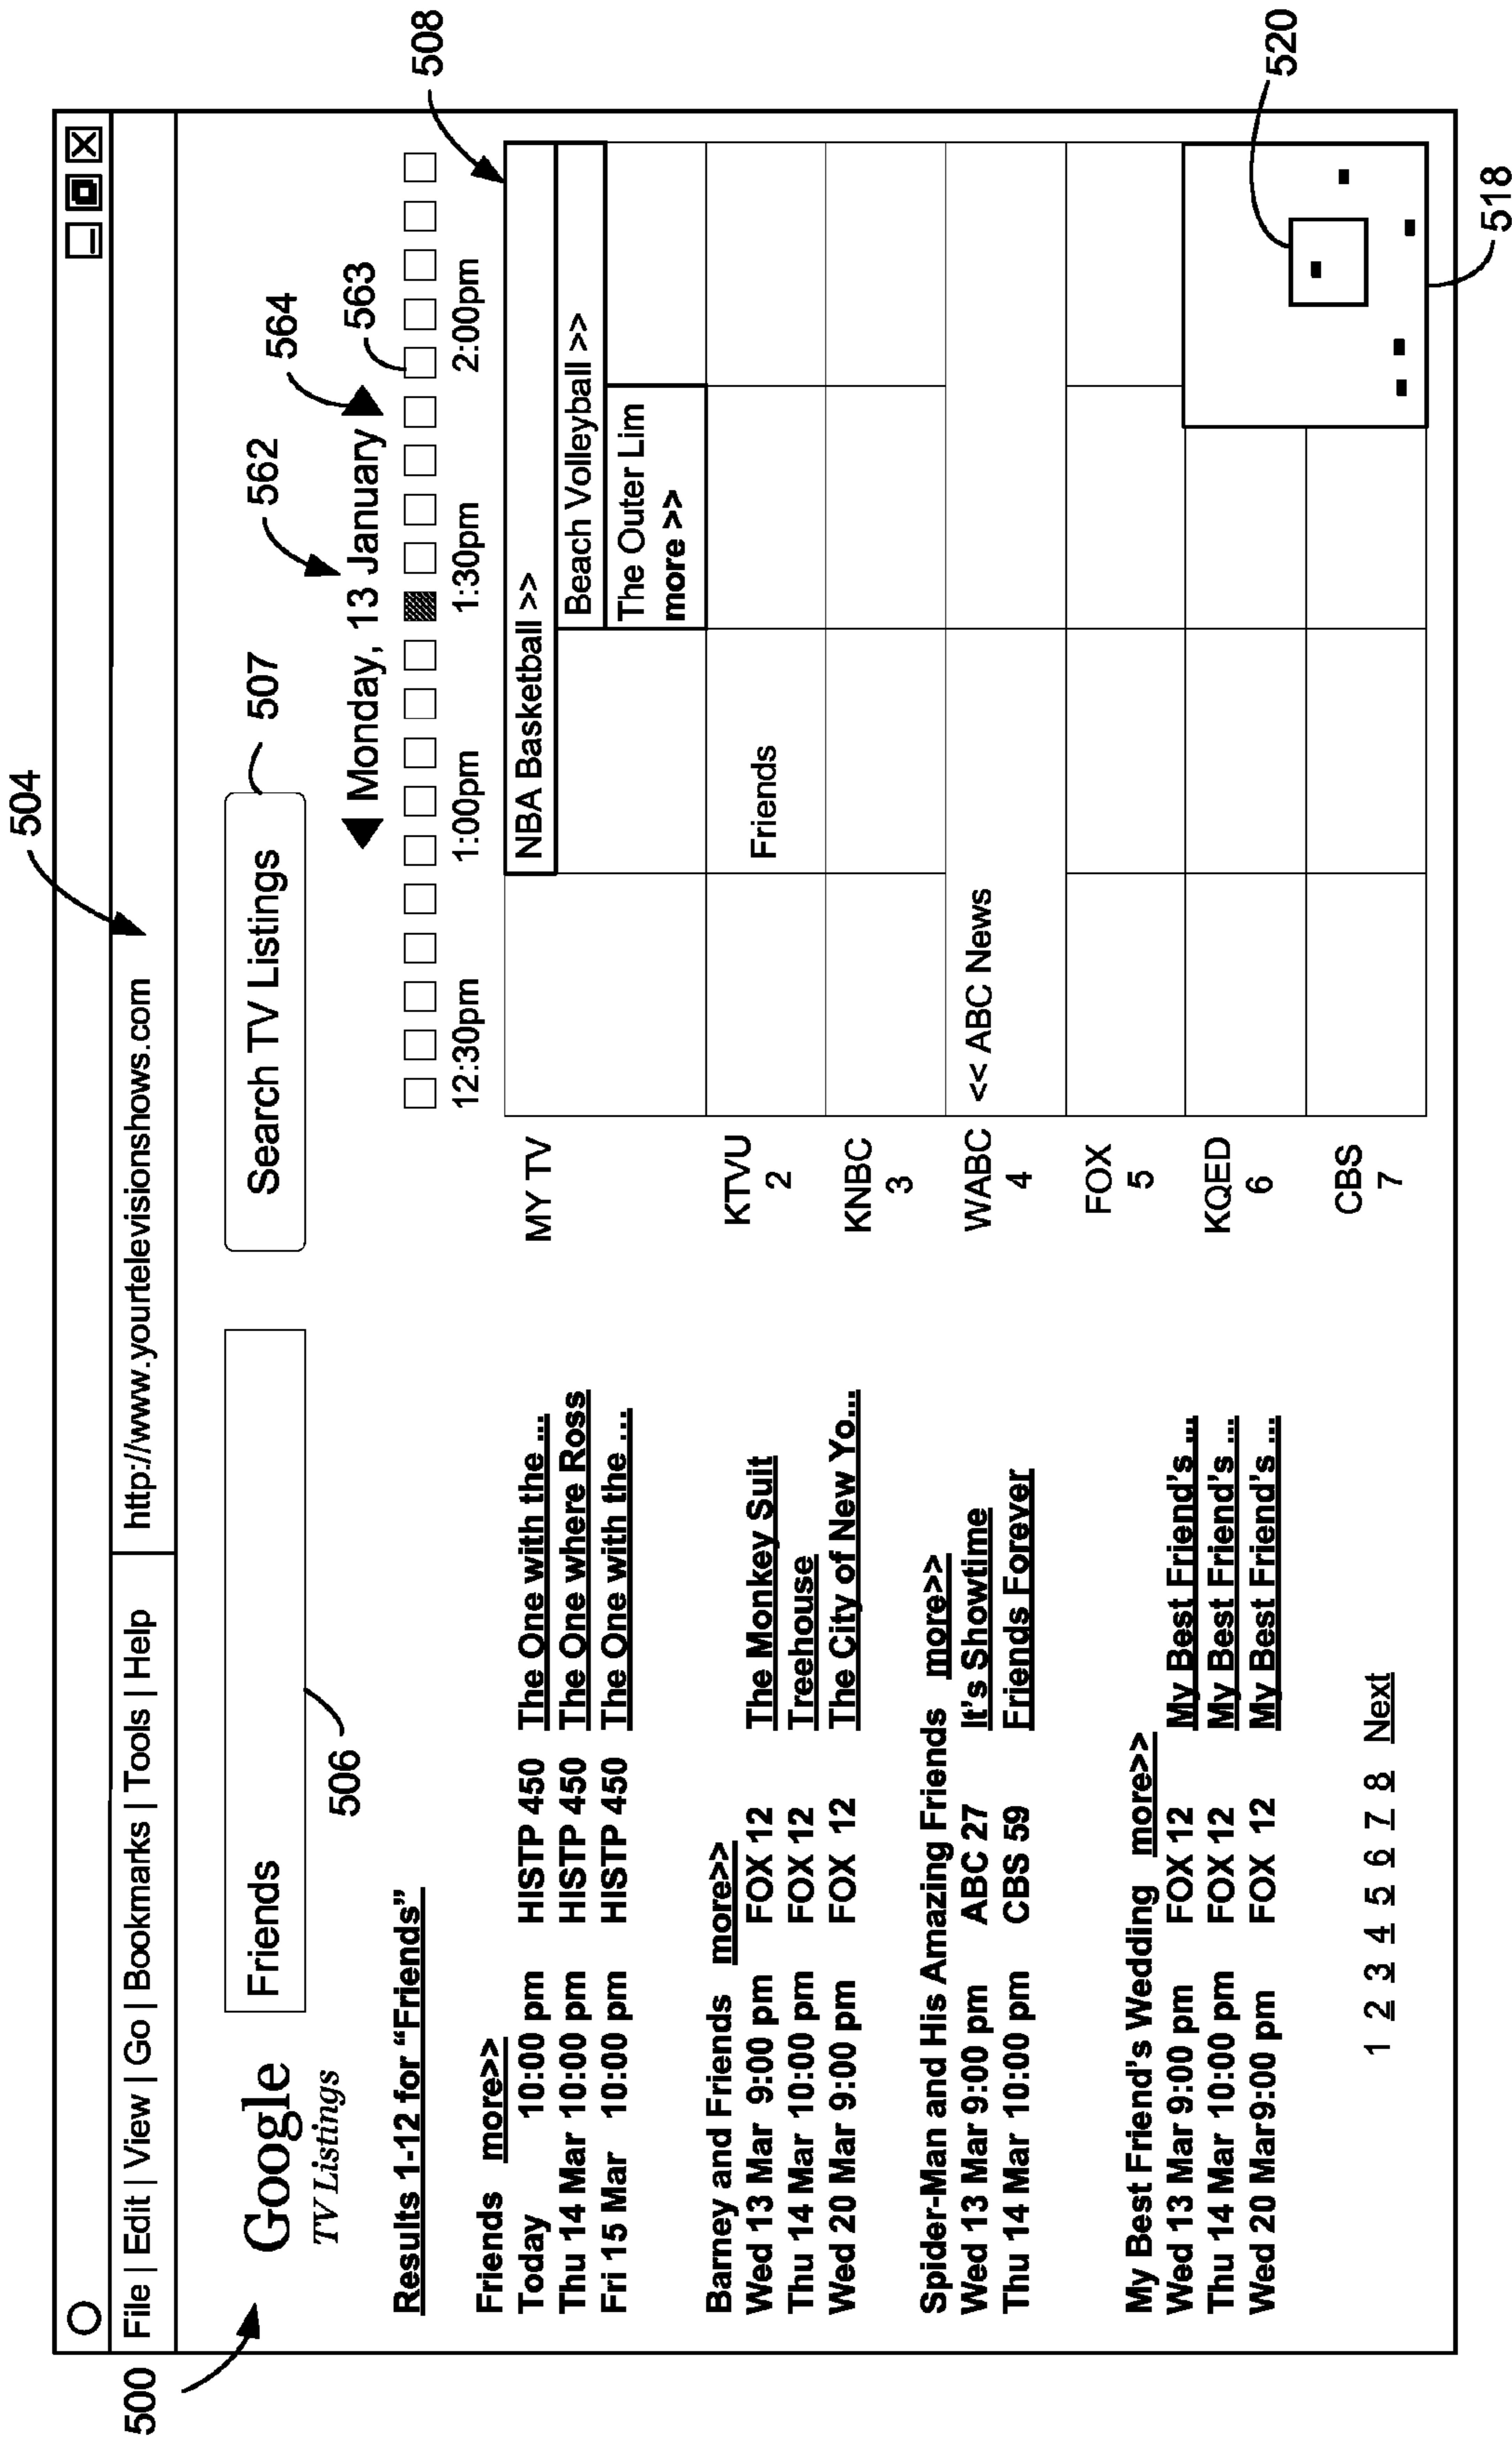 500
504
File | Edit | View | Go | Bookmarks | Tools | Help
http://www.yourtelevisionshows.com
Google
TV Listings
Friends
506
Search TV Listings
507
Results 1-12 for “Friends”
Friends more>>
Today 10:00 pm HISTP 450 The One with the ...
Thu 14 Mar 10:00 pm HISTP 450 The One where Ross
Fri 15 Mar 10:00 pm HISTP 450 The One with the ...
Barney and Friends more>>
Wed 13 Mar 9:00 pm FOX 12 The Monkey Suit
Thu 14 Mar 10:00 pm FOX 12 Treehouse
Wed 20 Mar 9:00 pm FOX 12 The City of New Yo...
Spider-Man and His Amazing Friends more>>
Wed 13 Mar 9:00 pm ABC 27 It's Showtime
Thu 14 Mar 10:00 pm CBS 59 Friends Forever
My Best Friend's Wedding more>>
Wed 13 Mar 9:00 pm FOX 12 My Best Friend's ...
Thu 14 Mar 10:00 pm FOX 12 My Best Friend's ...
Wed 20 Mar9:00 pm FOX 12 My Best Friend's ...
1 2 3 4 5 6 7 8 Next
562
564
563
508
Monday, 13 January
12:30pm 1:00pm 1:30pm 2:00pm
MY TV
NBA Basketball >>
Beach Volleyball >>
The Outer Lim
more >>
KTVU
2
Friends
KNBC
3
WABC
4
<< ABC News
FOX
5
KQED
6
CBS
7
520
518